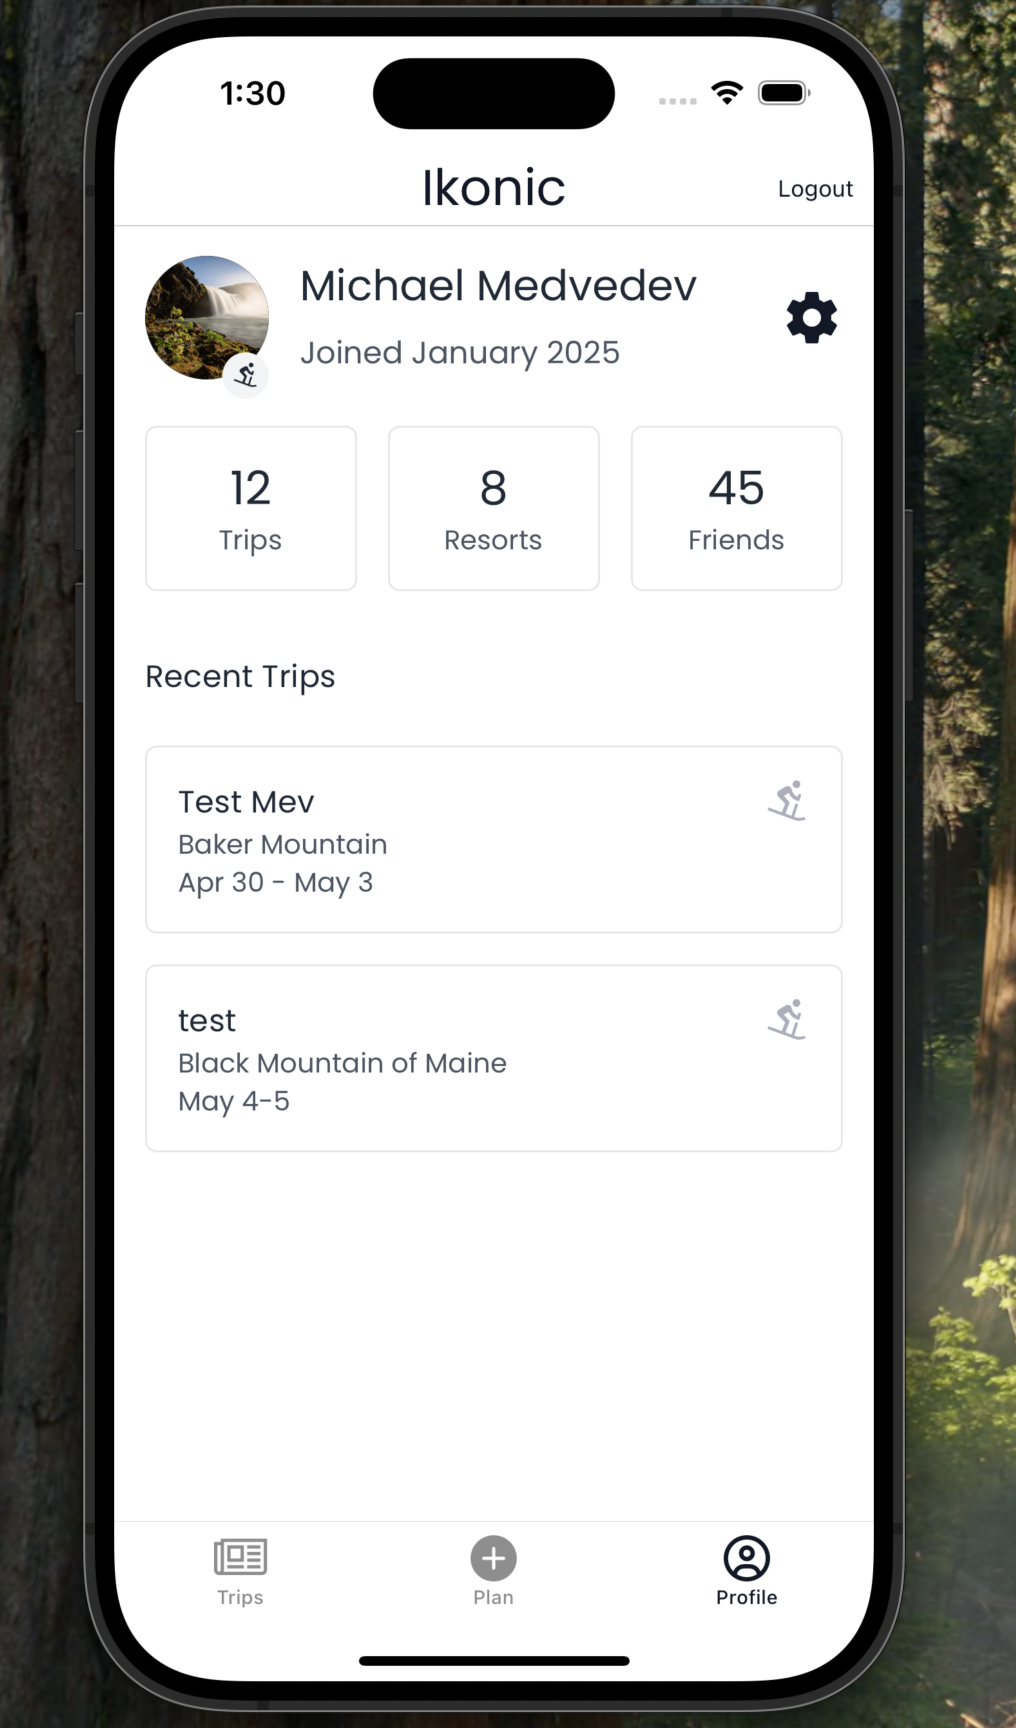 1:30
Ikonic
Logout
Michael Medvedev
Joined January 2025
12
Trips
8
Resorts
45
Friends
Recent Trips
Test Mev
Baker Mountain
Apr 30 - May 3
test
Black Mountain of Maine
May 4-5
Trips
Plan
Profile